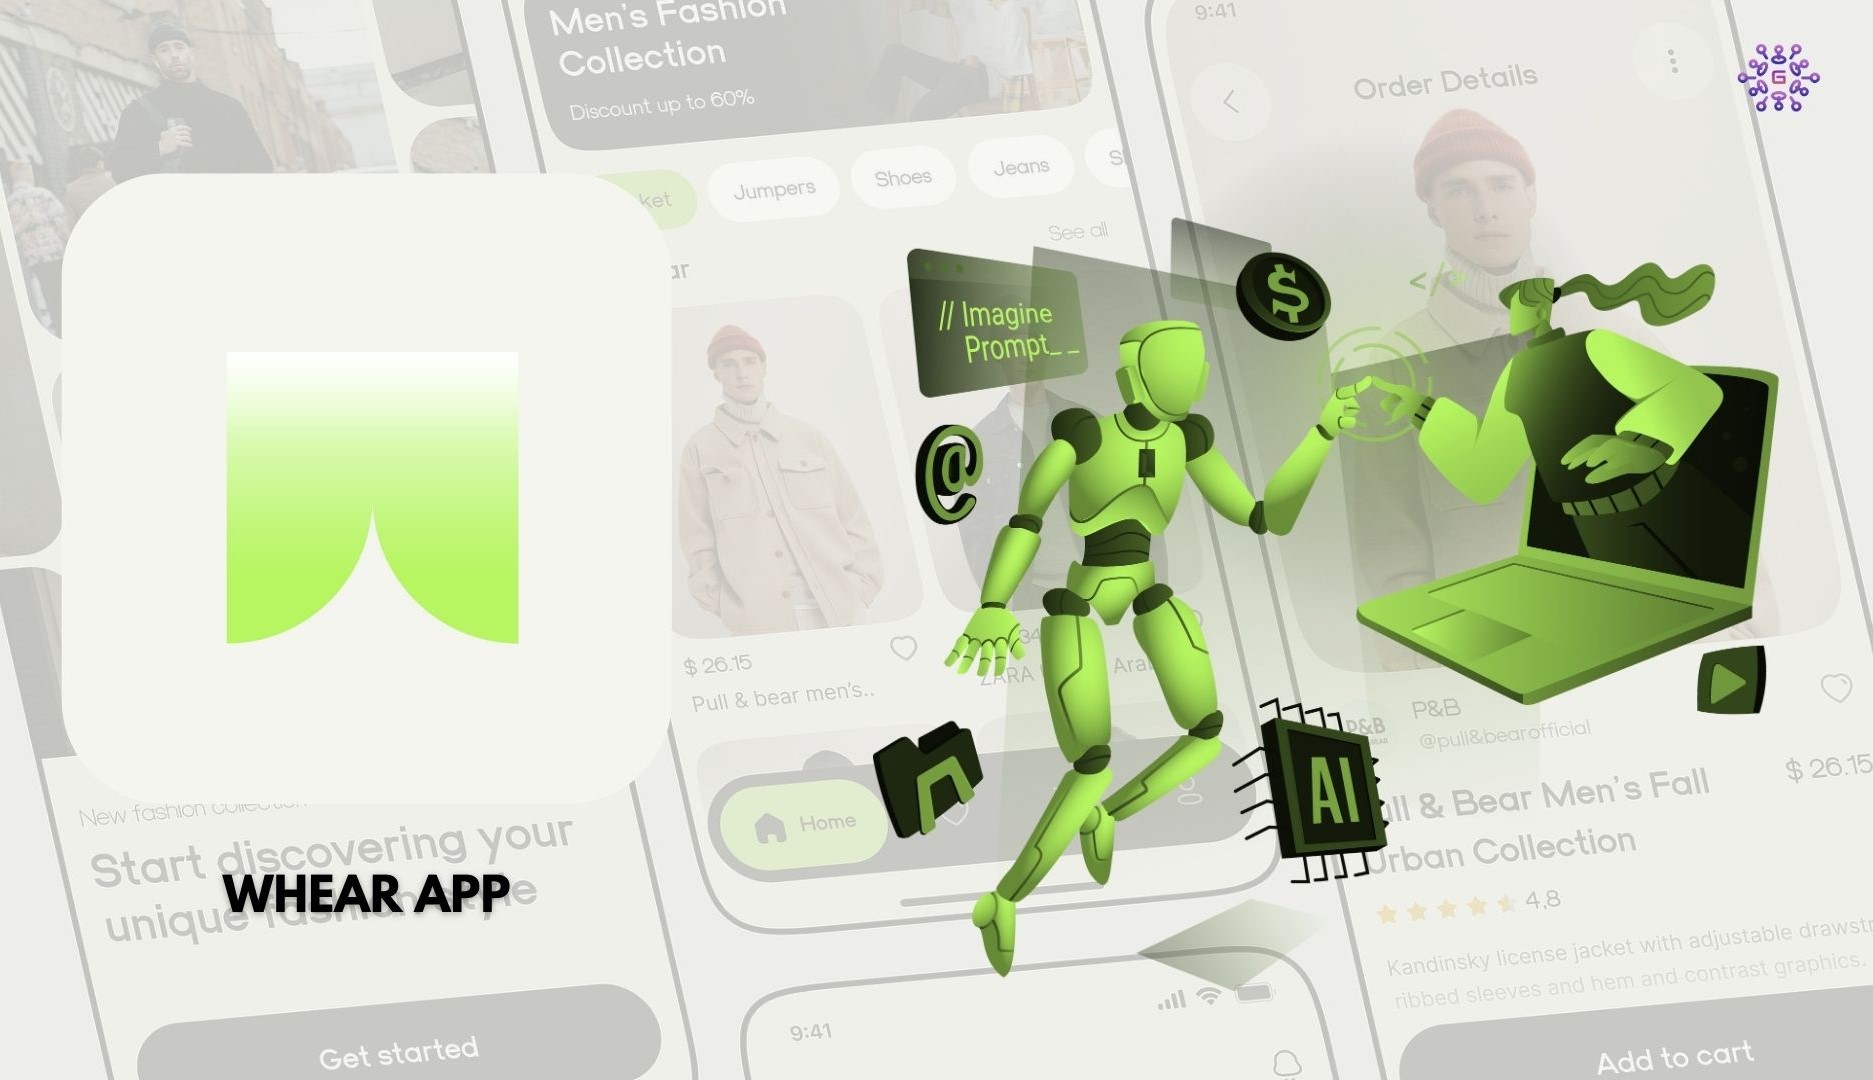 Men's Fashion
Collection
Discount up to 60%
Jumpers
Shoes
Jeans
See all
$ 26.15
Pull & bear men's..
ZARA
Home
New fashion collection
Start discovering your
unique
WHEAR APP
Get started
9:41
Order Details
// Imagine
Prompt_ _
@
$
</>
AI
P&B
P&B
@pull&bearofficial
$ 26.15
& Bear Men's Fall
Urban Collection
4,8
Kandinsky license jacket with adjustable
ribbed sleeves and hem and contrast graphics.
Add to cart
9:41
G